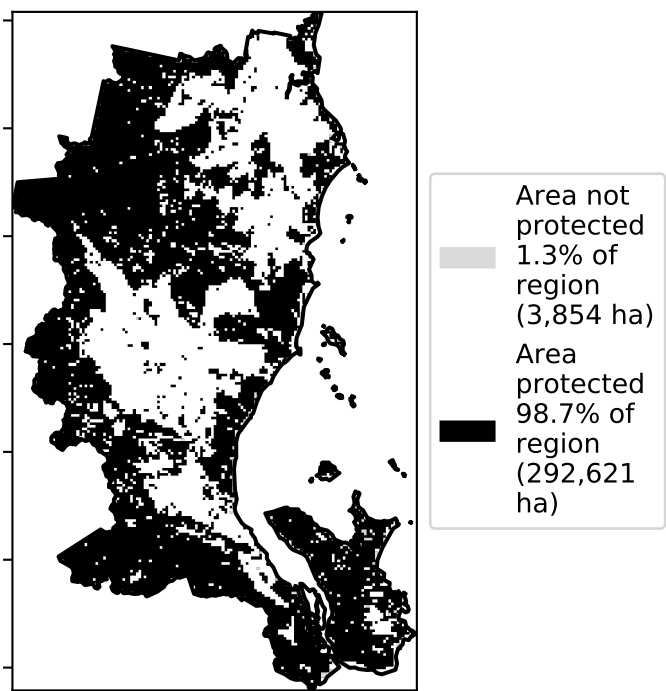 Area not
protected
1.3% of
region
(3,854 ha)
Area
protected
98.7% of
region
(292,621
ha)